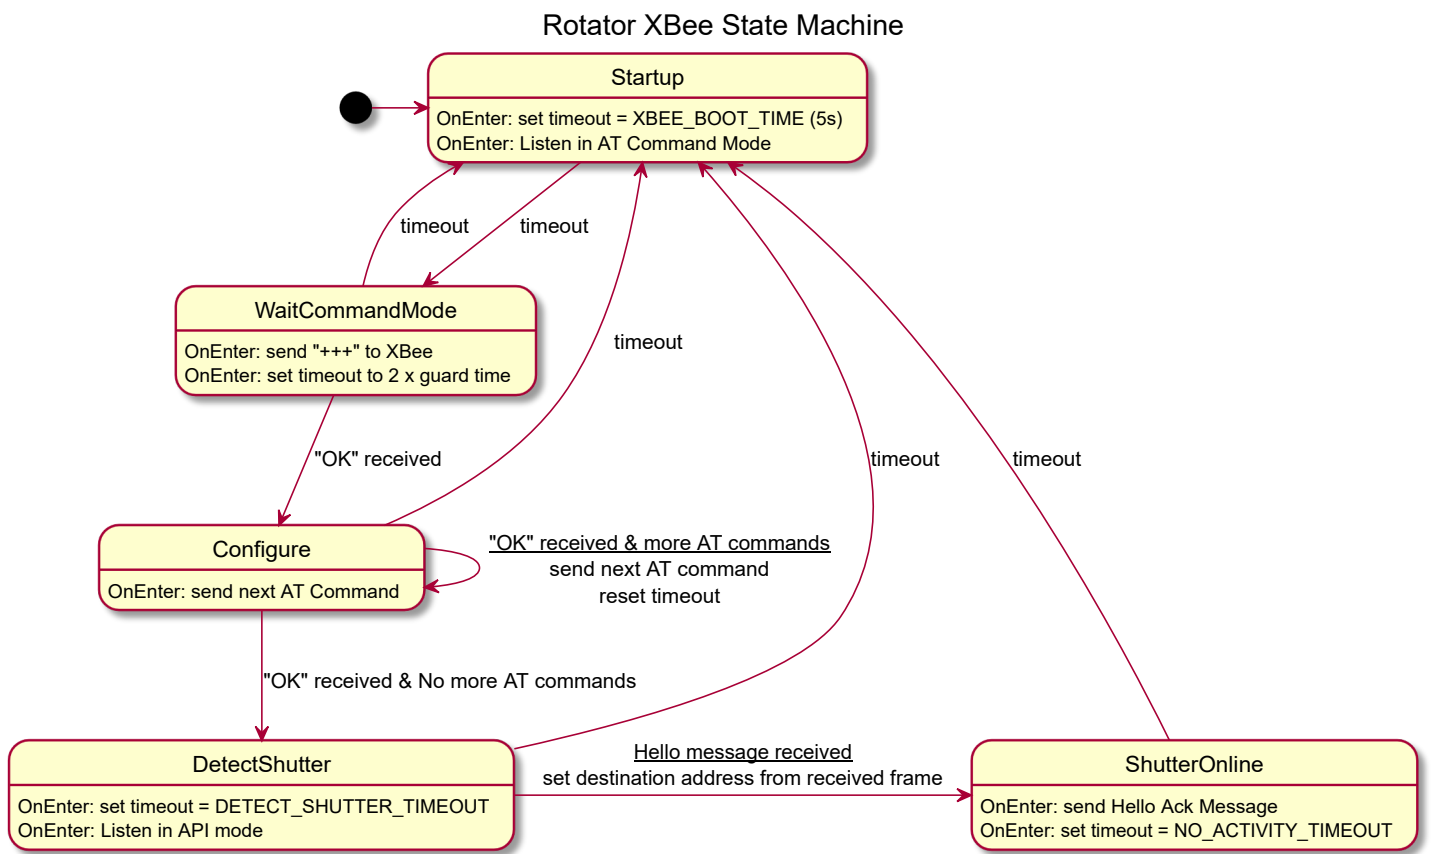 Rotator XBee State Machine
Startup
OnEnter: set timeout = XBEE_BOOT_TIME (5s)
OnEnter: Listen in AT Command Mode
timeout
timeout
WaitCommandMode
OnEnter: send "+++" to XBee
OnEnter: set timeout to 2 x guard time
timeout
"OK" received
timeout
timeout
Configure
OnEnter: send next AT Command
"OK" received & more AT commands
send next AT command
reset timeout
"OK" received & No more AT commands
DetectShutter
OnEnter: set timeout = DETECT_SHUTTER_TIMEOUT
OnEnter: Listen in API mode
Hello message received
set destination address from received frame
ShutterOnline
OnEnter: send Hello Ack Message
OnEnter: set timeout = NO_ACTIVITY_TIMEOUT